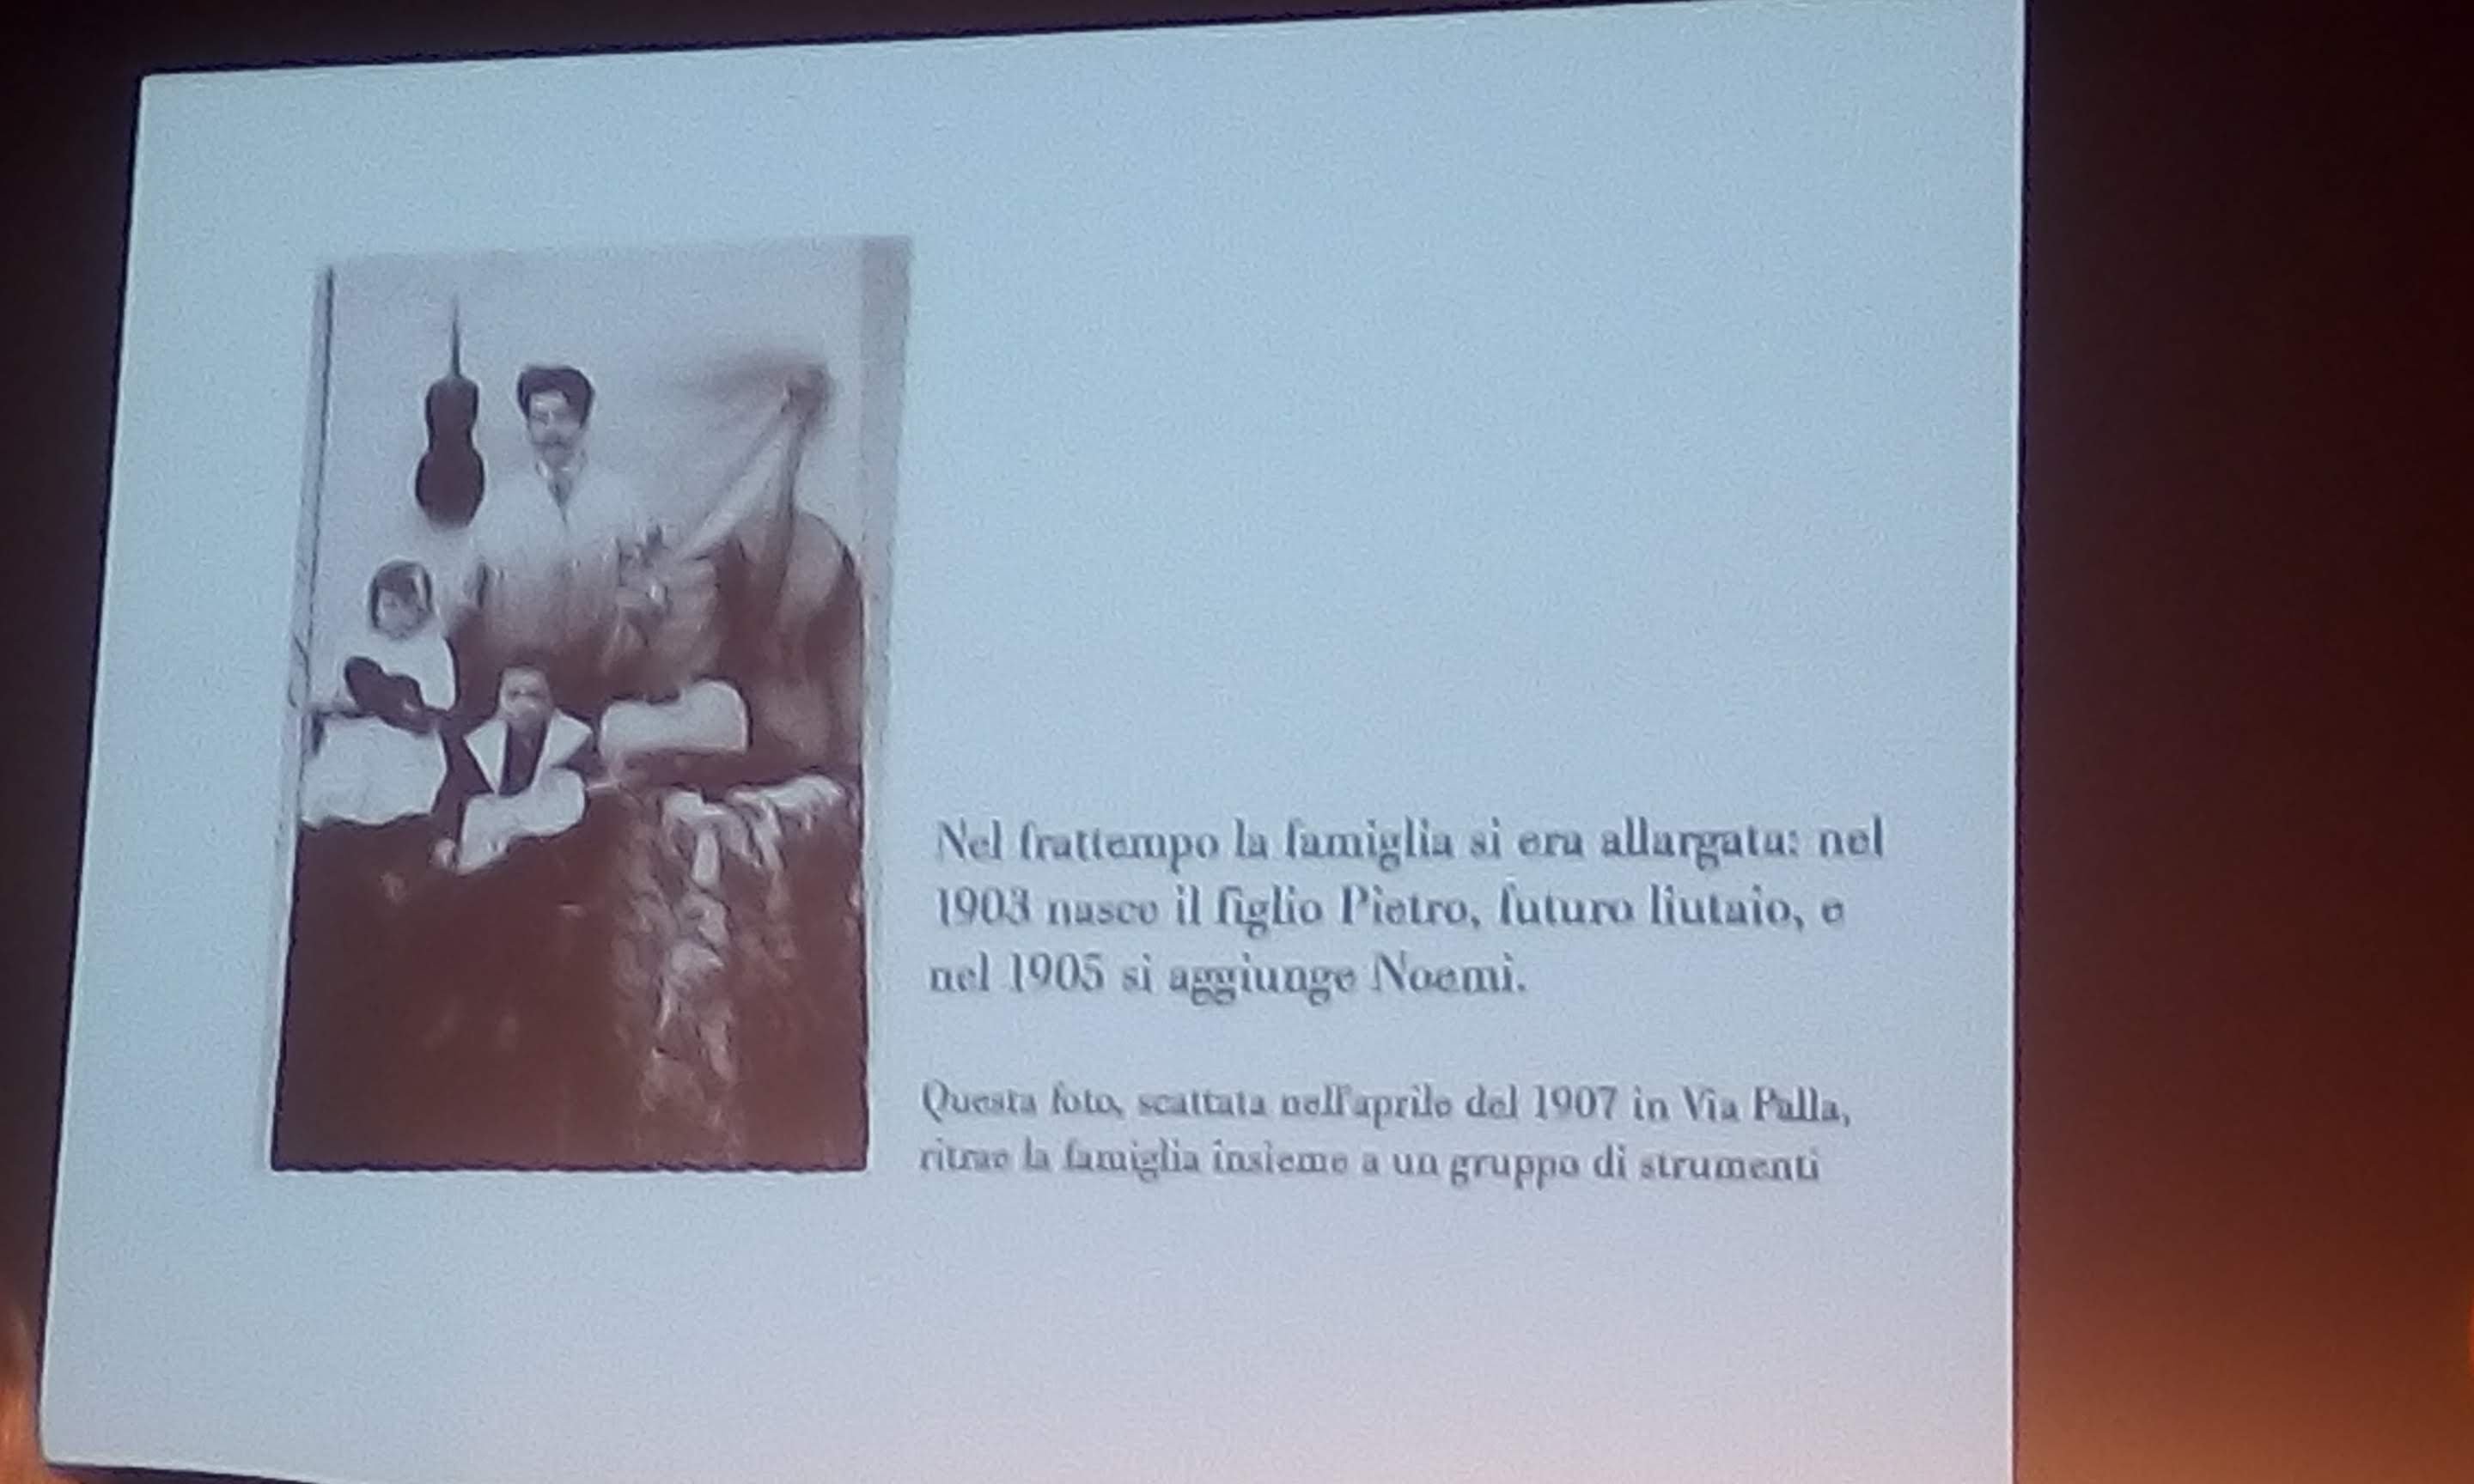 Nel frattempo la famiglia si era allargata: nel
1903 nasce il figlio Pietro, futuro liutaio, e
nel 1905 si aggiunge Noemi.
Questa foto, scattata nell'aprile del 1907 in Via Palla,
ritrae la famiglia insieme a un gruppo di strumenti